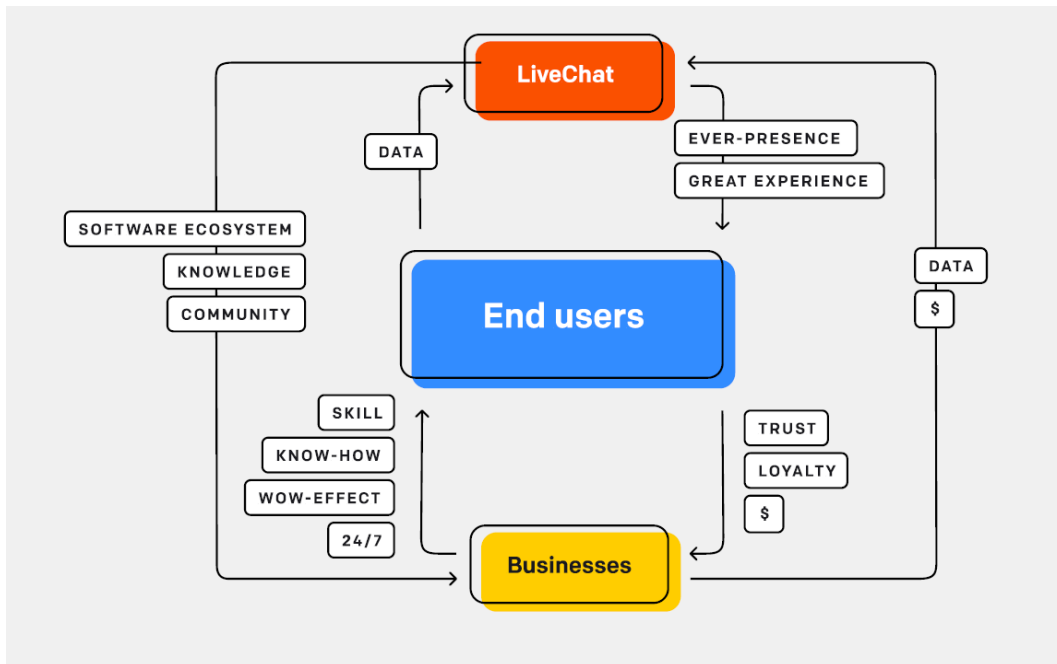 LiveChat
DATA
EVER-PRESENCE
GREAT EXPERIENCE
SOFTWARE ECOSYSTEM
KNOWLEDGE
COMMUNITY
DATA
$
End users
SKILL
KNOW-HOW
WOW-EFFECT
24/7
TRUST
LOYALTY
$
Businesses